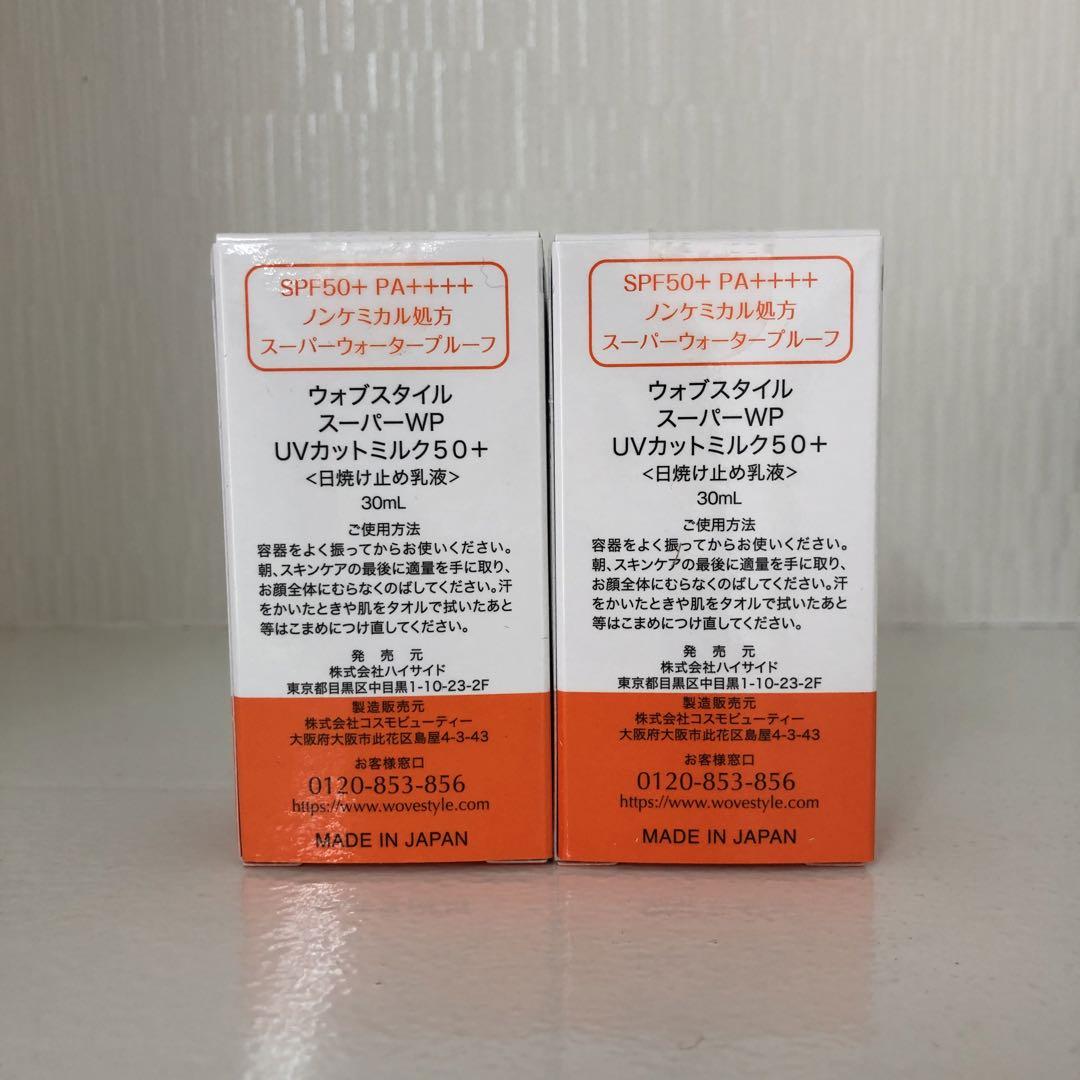 SPF50+ PA++++
ノンケミカル処方
スーパーウォータープルーフ
ウォブスタイル
スーパーWP
UVカットミルク50+
<日焼け止め乳液>
30mL
ご使用方法
容器をよく振ってからお使いください。
朝、スキンケアの最後に適量を手に取り、
お顔全体にむらなくのばしてください。汗
をかいたときや肌をタオルで拭いたあと
等はこまめにつけ直してください。
発売元
株式会社ハイサイド
東京都目黒区中目黒1-10-23-2F
製造販売元
株式会社コスモビューティー
大阪府大阪市此花区島屋4-3-43
お客様窓口
0120-853-856
https://www.wovestyle.com
MADE IN JAPAN
SPF50+ PA++++
ノンケミカル処方
スーパーウォータープルーフ
ウォブスタイル
スーパーWP
UVカットミルク50+
<日焼け止め乳液>
30mL
ご使用方法
容器をよく振ってからお使いください。
朝、スキンケアの最後に適量を手に取り、
お顔全体にむらなくのばしてください。汗
をかいたときや肌をタオルで拭いたあと
等はこまめにつけ直してください。
発売元
株式会社ハイサイド
東京都目黒区中目黒1-10-23-2F
製造販売元
株式会社コスモビューティー
大阪府大阪市此花区島屋4-3-43
お客様窓口
0120-853-856
https://www.wovestyle.com
MADE IN JAPAN